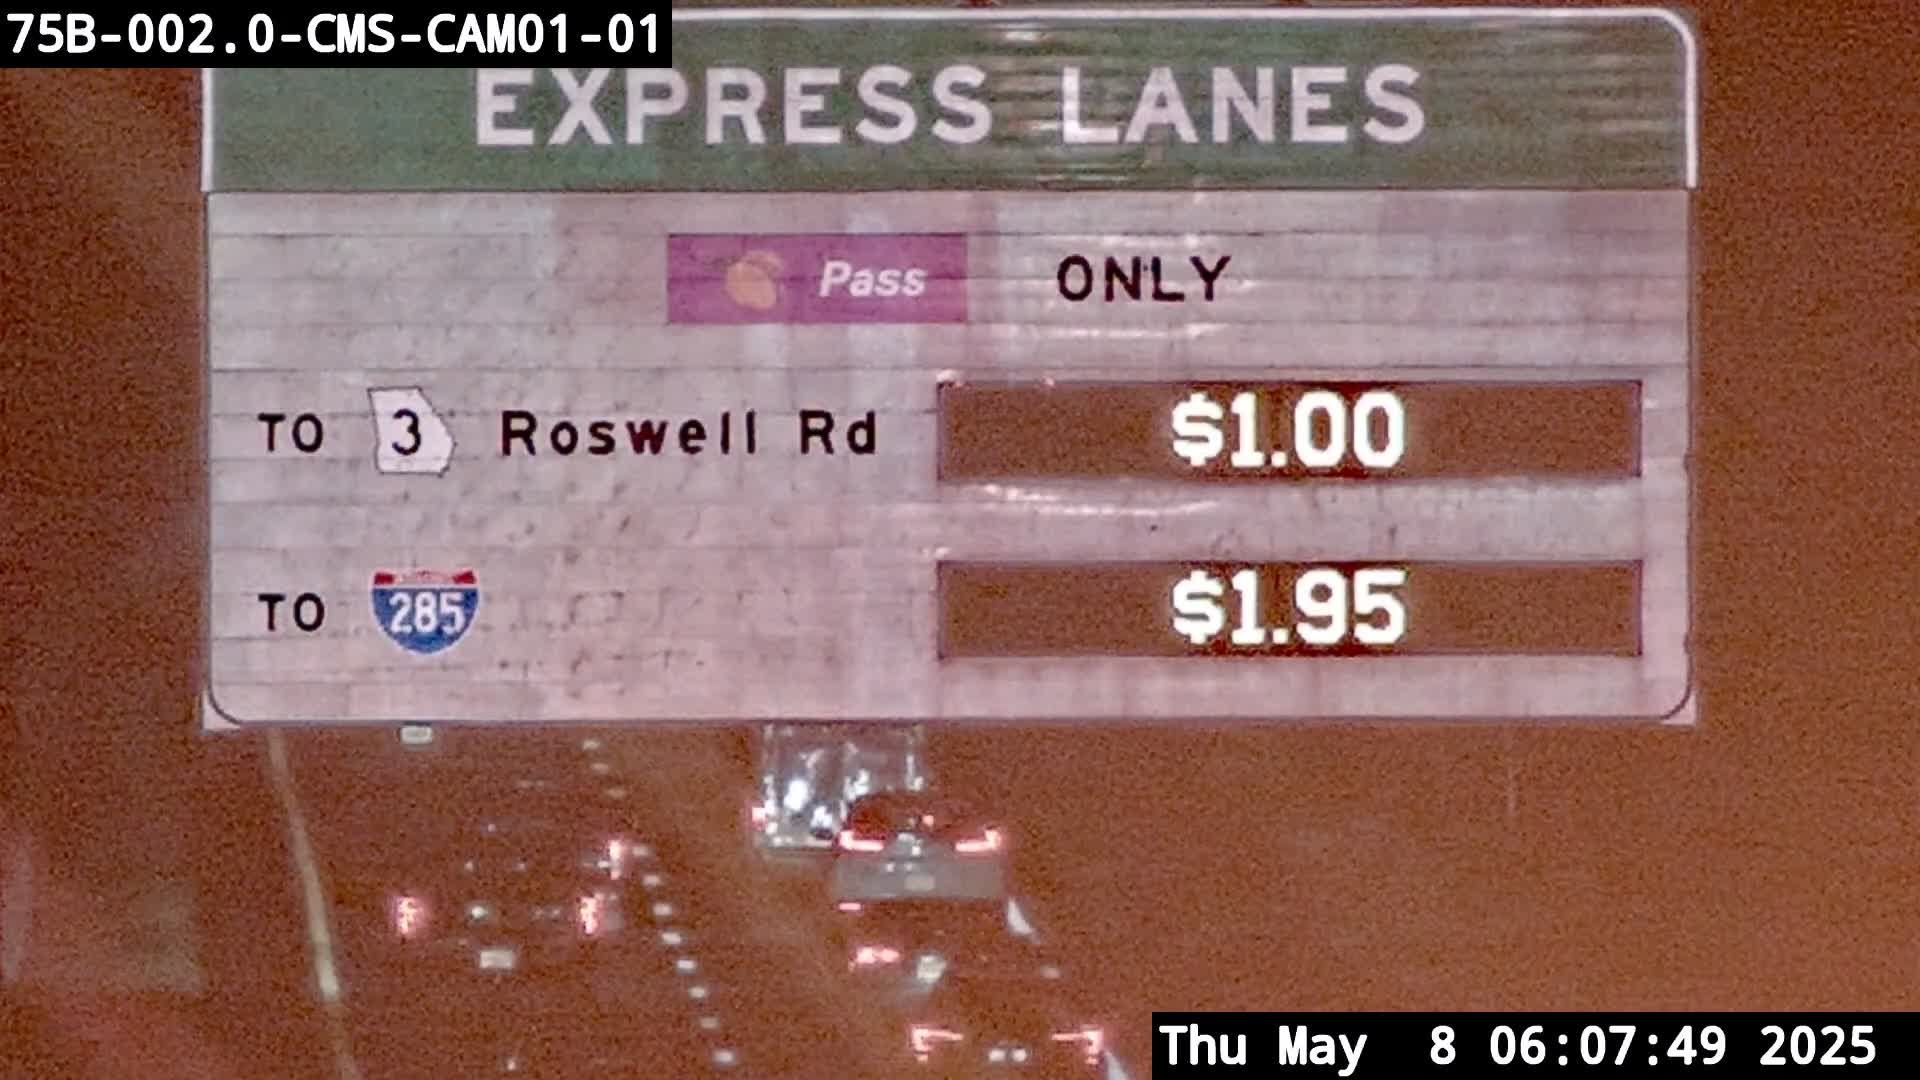 75B-002.0-CMS-CAM01-01
EXPRESS LANES
Pass ONLY
TO 3 Roswell Rd $1.00
TO 285 $1.95
Thu May 8 06:07:49 2025